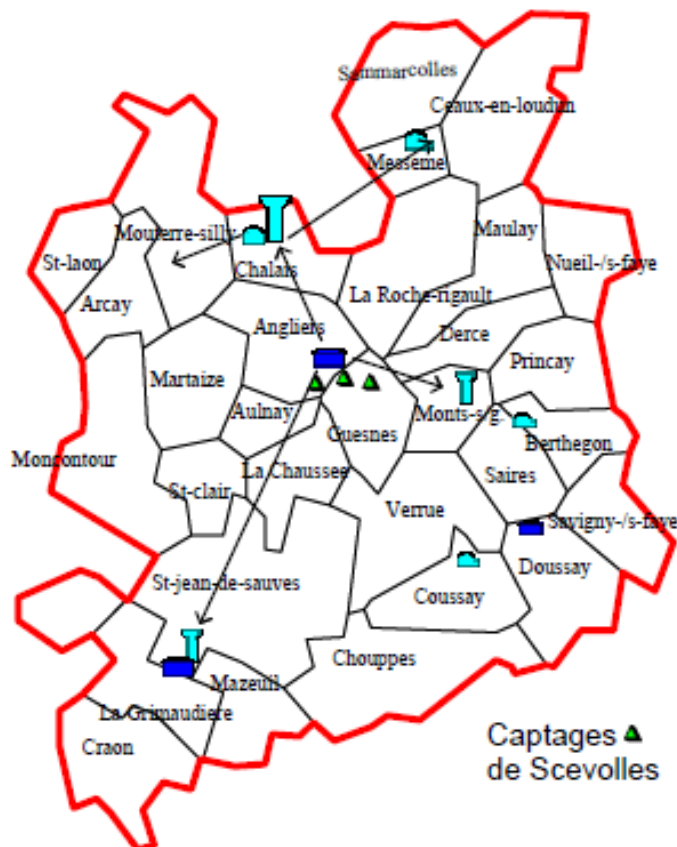 Sammarcolles
Ceaux-en-loudun
Messeme
Mouterre-silly
Maulay
St-laon
Chalais
Nueil-/s-faye
Arcay
La Roche-rigault
Angliers
Derce
Princay
Martaize
Aulnay
Monts-s/g.
Guesnes
Berthegon
Moncontour
La Chaussee
Saires
St-clair
Verrue
Savigny-/s-faye
Doussay
St-jean-de-sauves
Coussay
Chouppes
Mazeuil
La Grimaudiere
Craon
Captages
de Scevolles